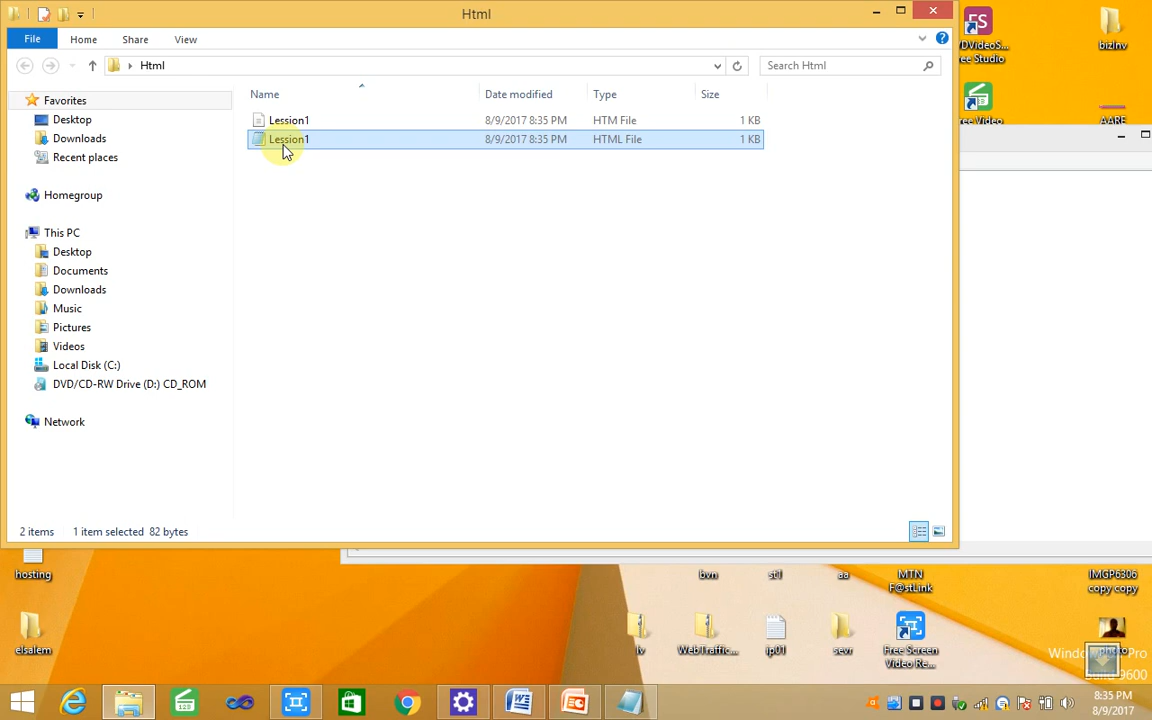 Html
File Home Share View
Html
Search Html
Name Date modified Type Size
Lession1 8/9/2017 8:35 PM HTM File 1 KB
Lession1 8/9/2017 8:35 PM HTML File 1 KB
Favorites
Desktop
Downloads
Recent places
Homegroup
This PC
Desktop
Documents
Downloads
Music
Pictures
Videos
Local Disk (C:)
DVD/CD-RW Drive (D:) CD_ROM
Network
2 items 1 item selected 82 bytes
bizInv
AARE
hosting
bvn
st1
aa
MTN
F@stLink
IMGP6306
copy copy
elsalem
WebTraffic...
ip01
sevr
Free Screen
Video Re...
photo
8:35 PM
8/9/2017